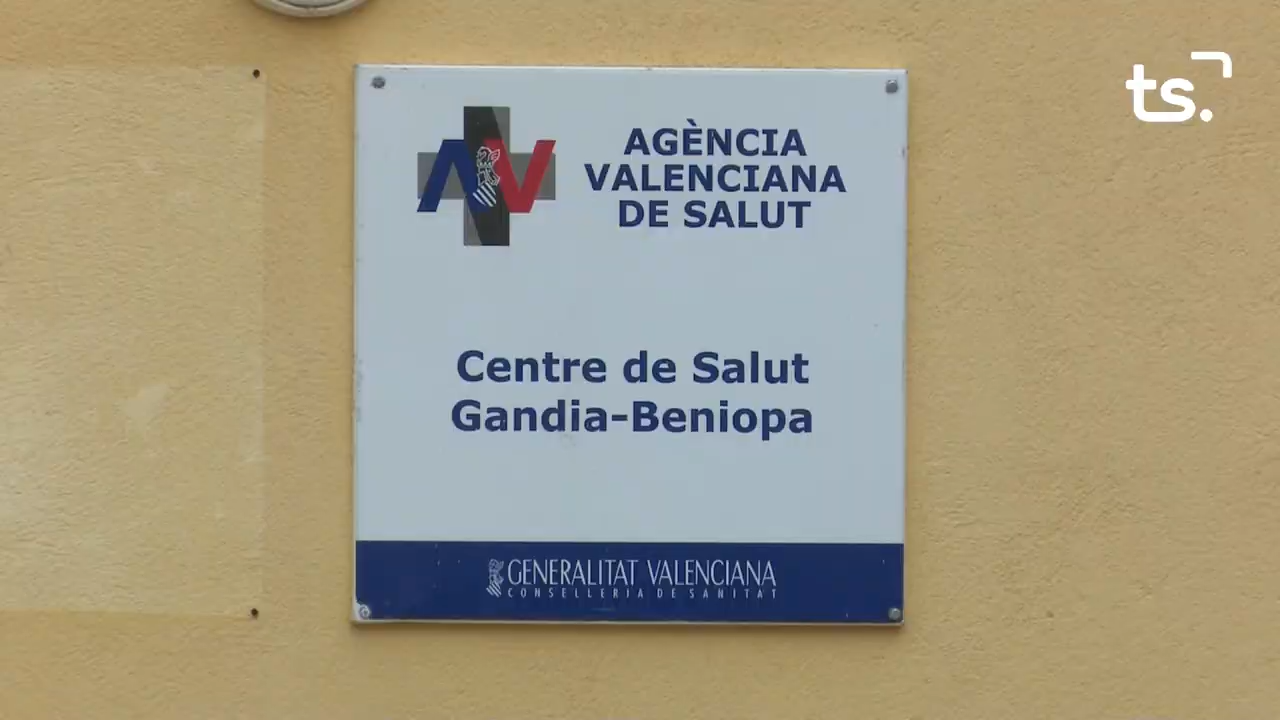 ts.
AGÈNCIA
VALENCIANA
DE SALUT
Centre de Salut
Gandia-Beniopa
GENERALITAT VALENCIANA
CONSELLERIA DE SANITAT